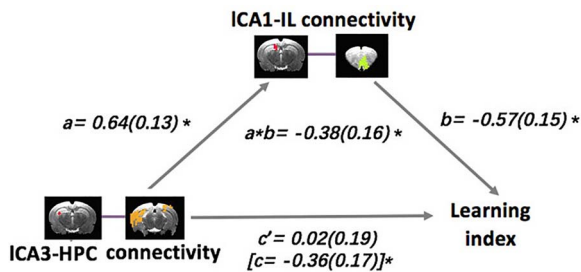 lCA1-IL connectivity
a= 0.64(0.13) *
a*b= -0.38(0.16) *
b= -0.57(0.15) *
lCA3-HPC connectivity
c'= 0.02(0.19)
[c= -0.36(0.17)]*
Learning
index